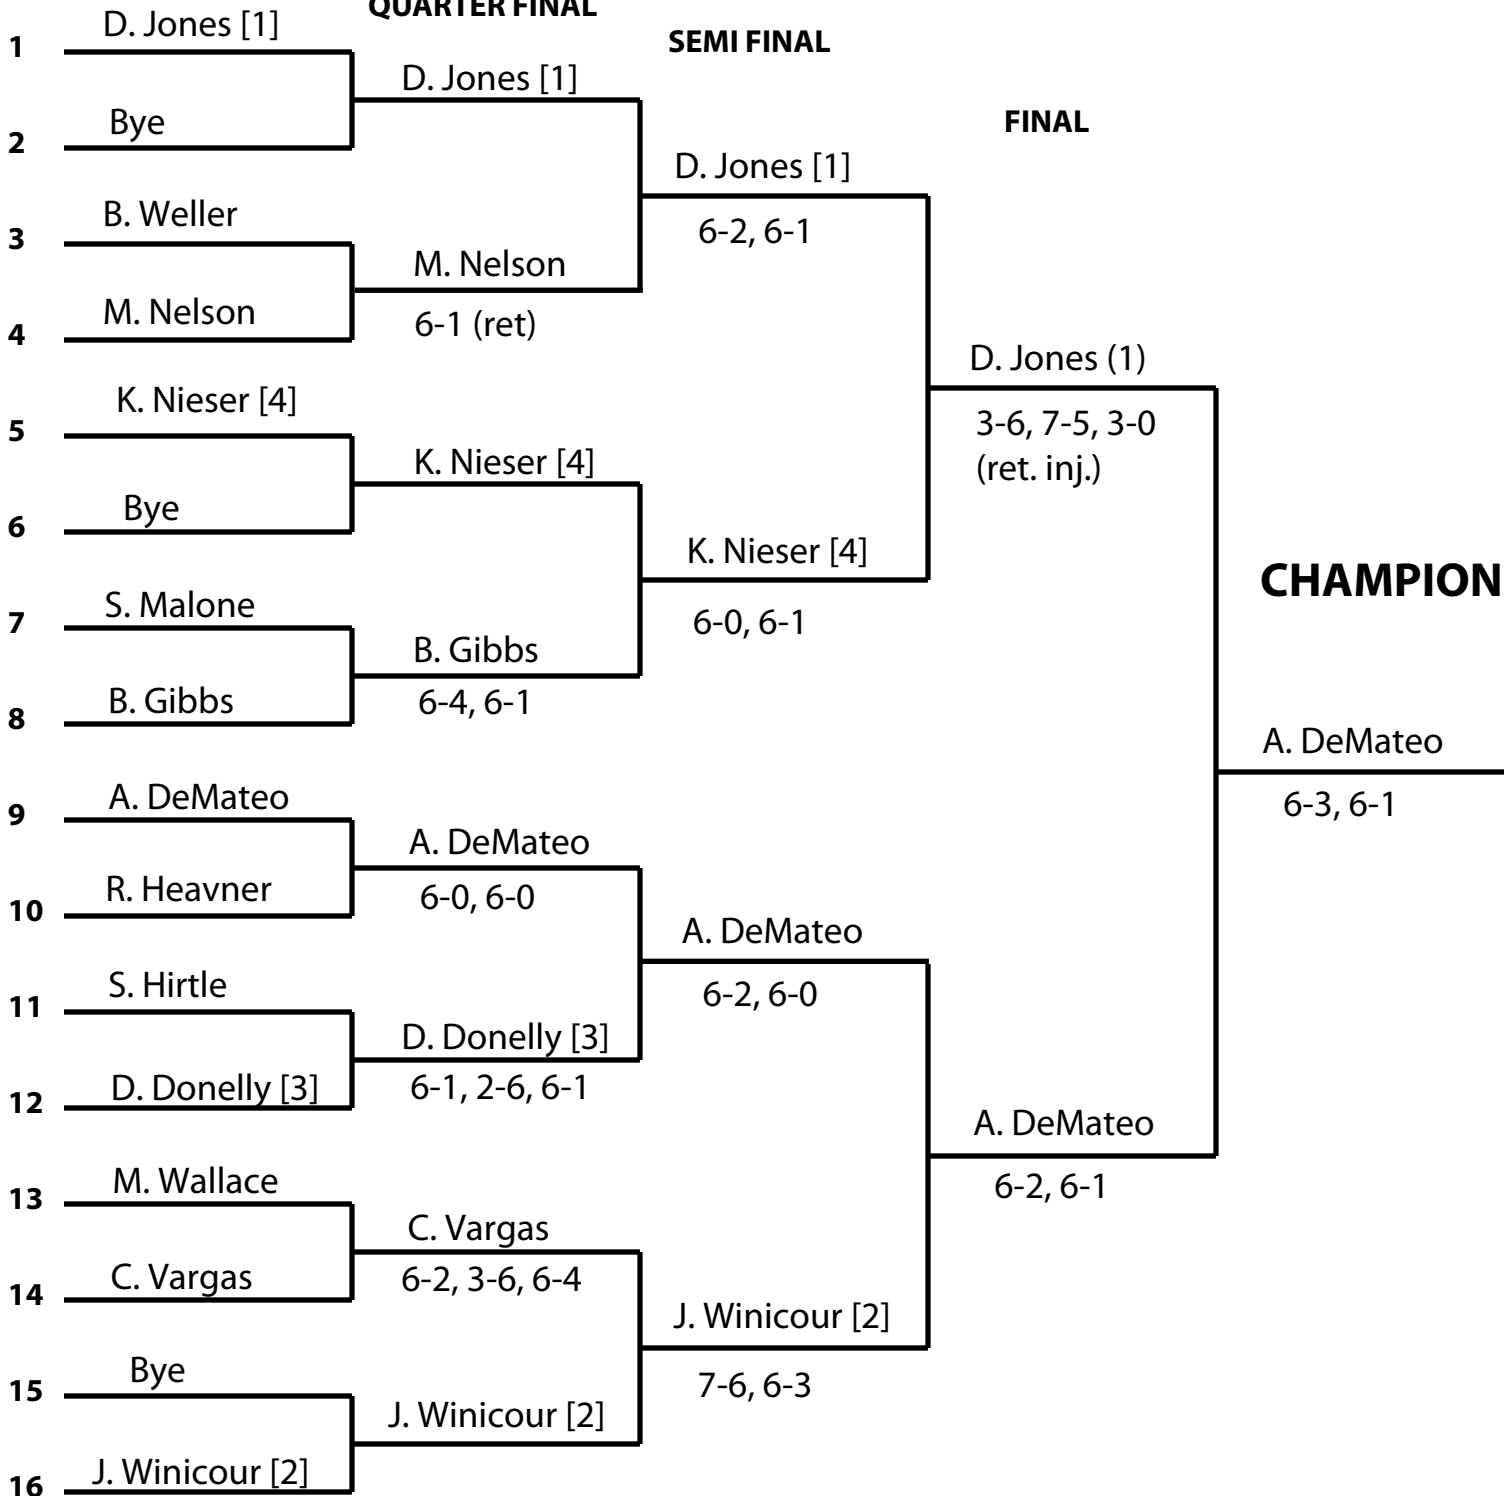 QUARTER FINAL
SEMI FINAL
FINAL
CHAMPION
1 D. Jones [1]
2 Bye
3 B. Weller
4 M. Nelson
5 K. Nieser [4]
6 Bye
7 S. Malone
8 B. Gibbs
9 A. DeMateo
10 R. Heavner
11 S. Hirtle
12 D. Donelly [3]
13 M. Wallace
14 C. Vargas
15 Bye
16 J. Winicour [2]
D. Jones [1]
M. Nelson
6-1 (ret)
K. Nieser [4]
B. Gibbs
6-4, 6-1
A. DeMateo
6-0, 6-0
D. Donelly [3]
6-1, 2-6, 6-1
C. Vargas
6-2, 3-6, 6-4
J. Winicour [2]
D. Jones [1]
6-2, 6-1
K. Nieser [4]
6-0, 6-1
A. DeMateo
6-2, 6-0
J. Winicour [2]
7-6, 6-3
D. Jones (1)
3-6, 7-5, 3-0
(ret. inj.)
A. DeMateo
6-2, 6-1
A. DeMateo
6-3, 6-1